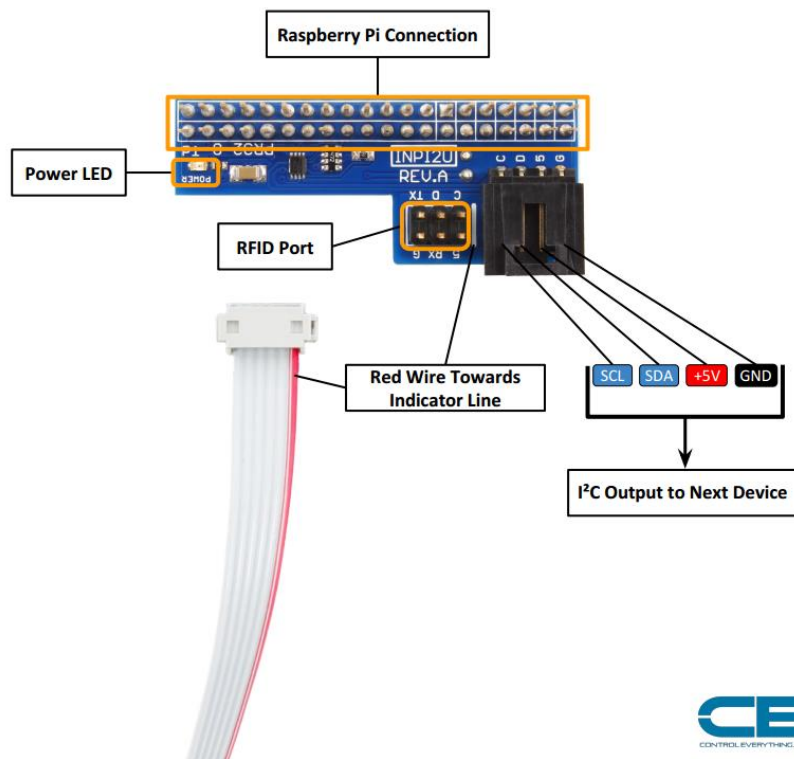 Raspberry Pi Connection
Power LED
POWER
INPI2U
REV.A
C D 5 G
C D TX
5 RX G
RFID Port
Red Wire Towards
Indicator Line
SCL SDA +5V GND
I²C Output to Next Device
CE
CONTROL.EVERYTHING.